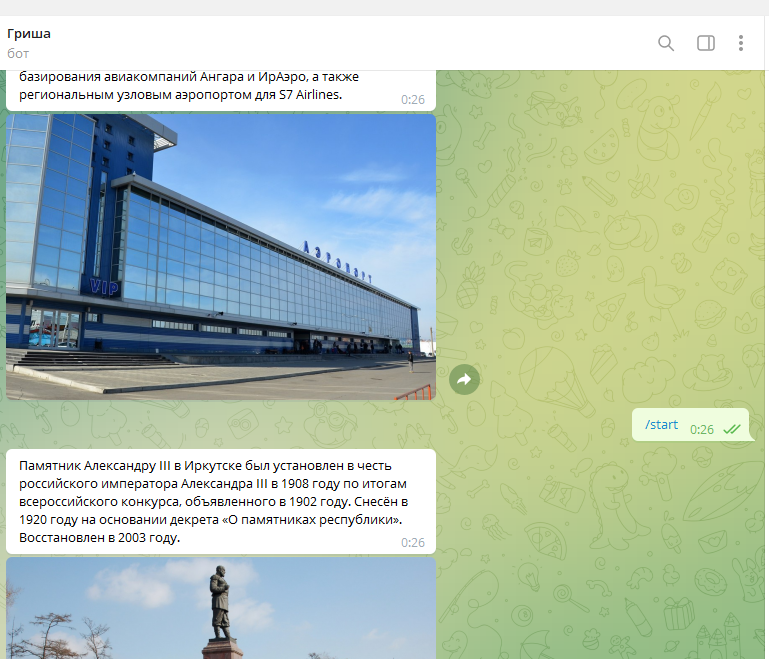 Гриша
бот
базирования авиакомпаний Ангара и ИрАэро, а также
региональным узловым аэропортом для S7 Airlines.
0:26
АЭРОПОРТ
VIP
/start
0:26
Памятник Александру III в Иркутске был установлен в честь
российского императора Александра III в 1908 году по итогам
всероссийского конкурса, объявленного в 1902 году. Снесён в
1920 году на основании декрета «О памятниках республики».
Восстановлен в 2003 году.
0:26